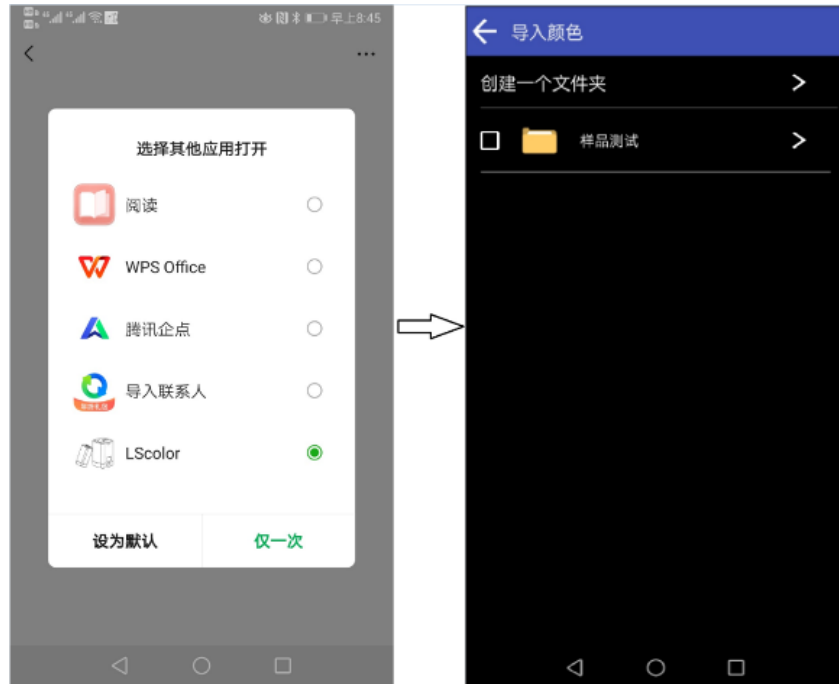 早上8:45
选择其他应用打开
阅读
WPS Office
腾讯企点
导入联系人
LScolor
设为默认
仅一次
导入颜色
创建一个文件夹
样品测试